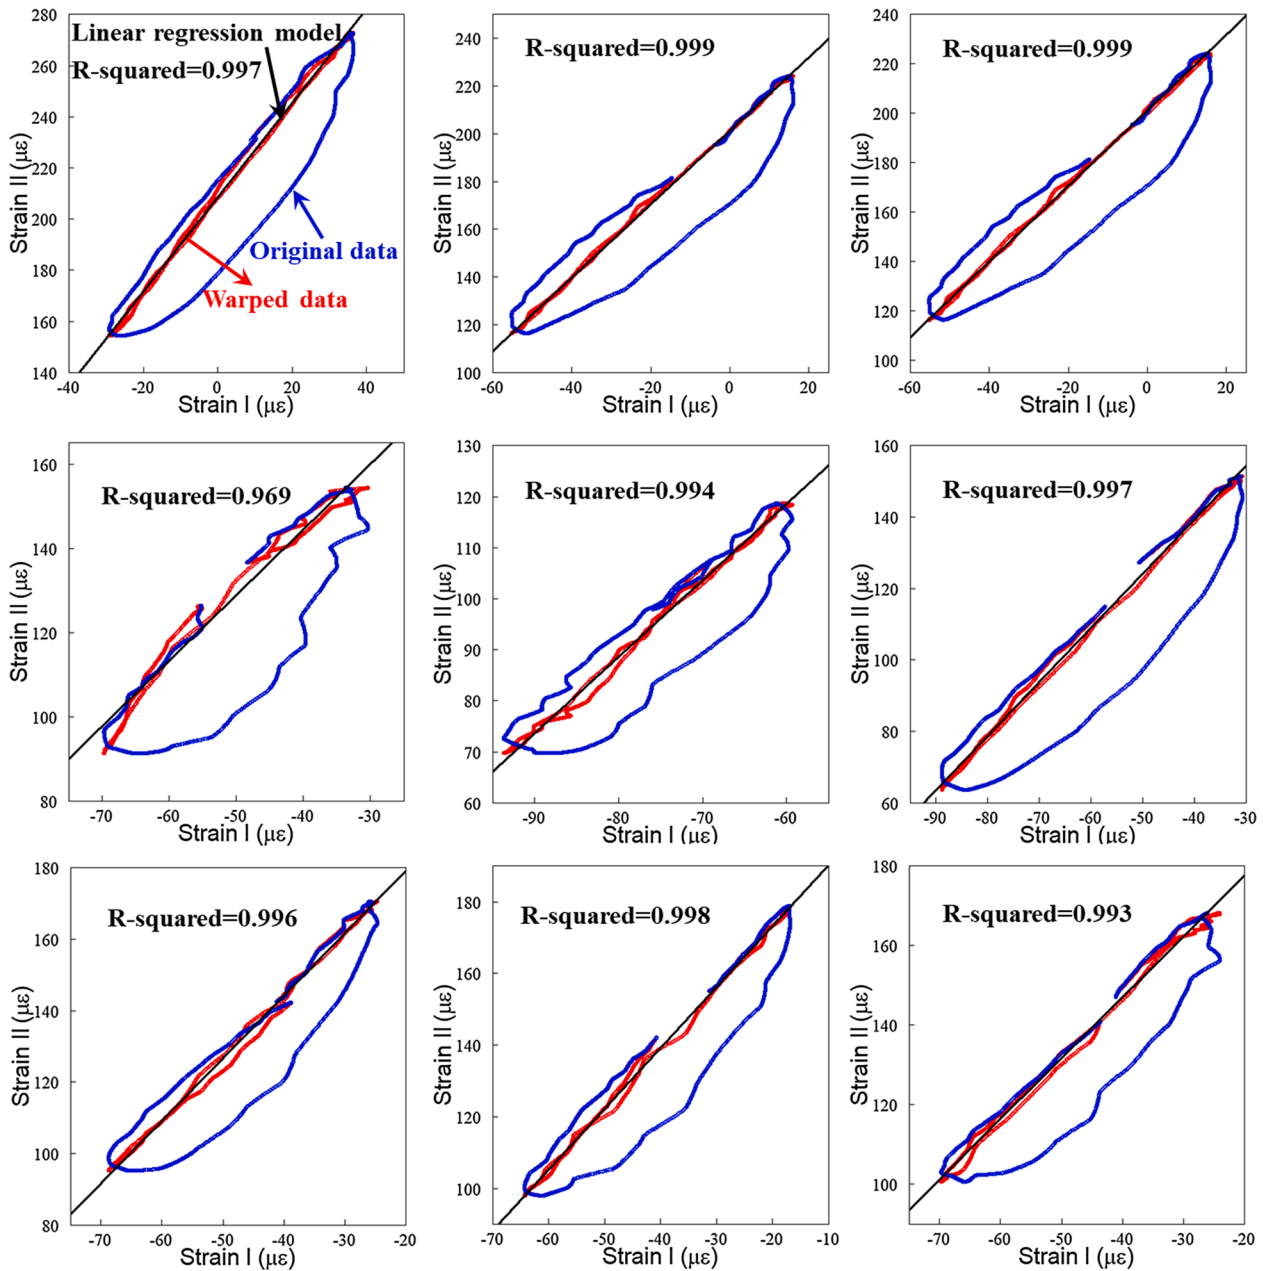 280
260
240
220
200
180
160
140
Strain II (με)
Linear regression model
R-squared=0.997
Original data
Warped data
-40 -20 0 20 40
Strain I (με)
240
220
200
180
160
140
120
100
Strain II (με)
R-squared=0.999
-60 -40 -20 0 20
Strain I (με)
240
220
200
180
160
140
120
100
Strain II (με)
R-squared=0.999
-60 -40 -20 0 20
Strain I (με)
160
140
120
100
80
Strain II (με)
R-squared=0.969
-70 -60 -50 -40 -30
Strain I (με)
130
120
110
100
90
80
70
60
Strain II (με)
R-squared=0.994
-90 -80 -70 -60
Strain I (με)
160
140
120
100
80
60
Strain II (με)
R-squared=0.997
-90 -80 -70 -60 -50 -40 -30
Strain I (με)
180
160
140
120
100
80
Strain II (με)
R-squared=0.996
-70 -60 -50 -40 -30 -20
Strain I (με)
180
160
140
120
100
Strain II (με)
R-squared=0.998
70 -60 -50 -40 -30 -20 -10
Strain I (με)
180
160
140
120
100
Strain II (με)
R-squared=0.993
-70 -60 -50 -40 -30 -20
Strain I (με)